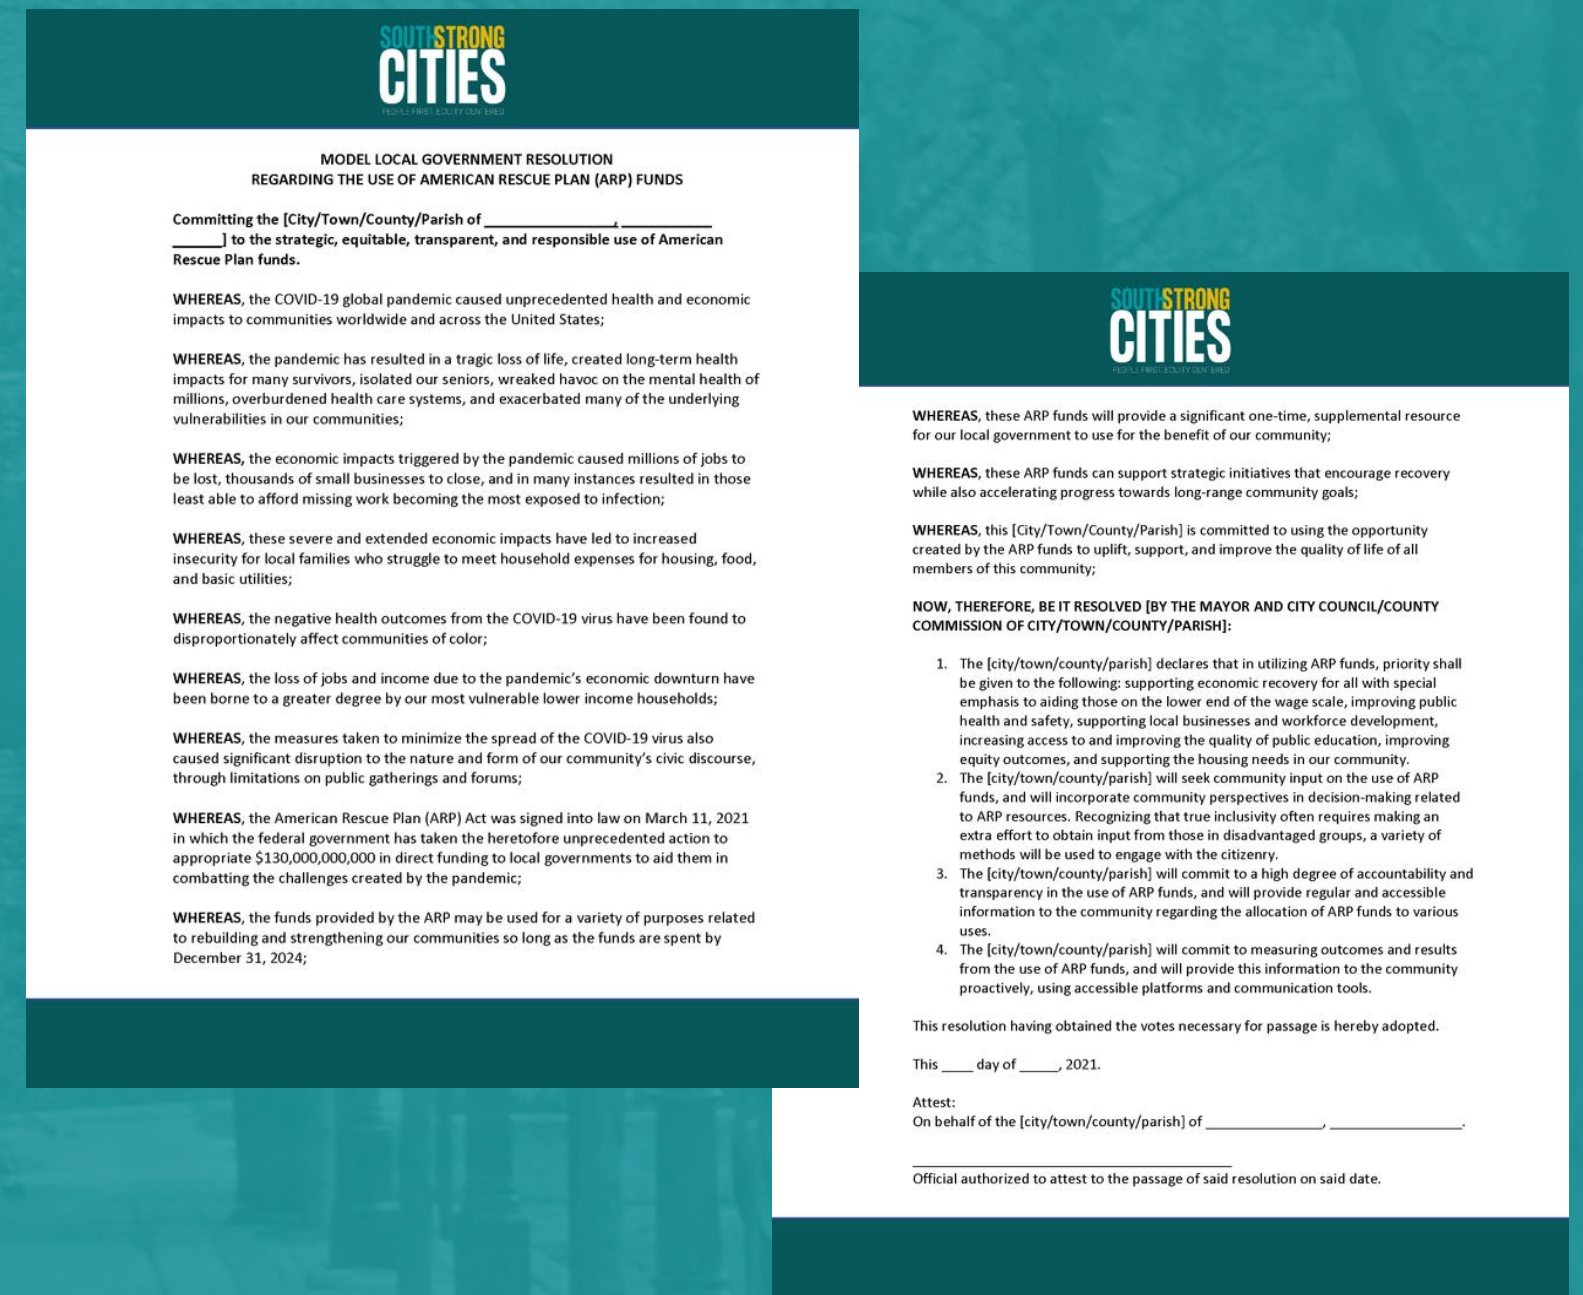 SOUTHSTRONG
CITIES
PEOPLE FIRST. EQUITY CENTERED
MODEL LOCAL GOVERNMENT RESOLUTION
REGARDING THE USE OF AMERICAN RESCUE PLAN (ARP) FUNDS
Committing the [City/Town/County/Parish of ________________, ___________
______] to the strategic, equitable, transparent, and responsible use of American
Rescue Plan funds.
WHEREAS, the COVID-19 global pandemic caused unprecedented health and economic
impacts to communities worldwide and across the United States;
WHEREAS, the pandemic has resulted in a tragic loss of life, created long-term health
impacts for many survivors, isolated our seniors, wreaked havoc on the mental health of
millions, overburdened health care systems, and exacerbated many of the underlying
vulnerabilities in our communities;
WHEREAS, the economic impacts triggered by the pandemic caused millions of jobs to
be lost, thousands of small businesses to close, and in many instances resulted in those
least able to afford missing work becoming the most exposed to infection;
WHEREAS, these severe and extended economic impacts have led to increased
insecurity for local families who struggle to meet household expenses for housing, food,
and basic utilities;
WHEREAS, the negative health outcomes from the COVID-19 virus have been found to
disproportionately affect communities of color;
WHEREAS, the loss of jobs and income due to the pandemic's economic downturn have
been borne to a greater degree by our most vulnerable lower income households;
WHEREAS, the measures taken to minimize the spread of the COVID-19 virus also
caused significant disruption to the nature and form of our community's civic discourse,
through limitations on public gatherings and forums;
WHEREAS, the American Rescue Plan (ARP) Act was signed into law on March 11, 2021
in which the federal government has taken the heretofore unprecedented action to
appropriate $130,000,000,000 in direct funding to local governments to aid them in
combatting the challenges created by the pandemic;
WHEREAS, the funds provided by the ARP may be used for a variety of purposes related
to rebuilding and strengthening our communities so long as the funds are spent by
December 31, 2024;
SOUTHSTRONG
CITIES
PEOPLE FIRST. EQUITY CENTERED
WHEREAS, these ARP funds will provide a significant one-time, supplemental resource
for our local government to use for the benefit of our community;
WHEREAS, these ARP funds can support strategic initiatives that encourage recovery
while also accelerating progress towards long-range community goals;
WHEREAS, this [City/Town/County/Parish] is committed to using the opportunity
created by the ARP funds to uplift, support, and improve the quality of life of all
members of this community;
NOW, THEREFORE, BE IT RESOLVED [BY THE MAYOR AND CITY COUNCIL/COUNTY
COMMISSION OF CITY/TOWN/COUNTY/PARISH]:
1. The [city/town/county/parish] declares that in utilizing ARP funds, priority shall
be given to the following: supporting economic recovery for all with special
emphasis to aiding those on the lower end of the wage scale, improving public
health and safety, supporting local businesses and workforce development,
increasing access to and improving the quality of public education, improving
equity outcomes, and supporting the housing needs in our community.
2. The [city/town/county/parish] will seek community input on the use of ARP
funds, and will incorporate community perspectives in decision-making related
to ARP resources. Recognizing that true inclusivity often requires making an
extra effort to obtain input from those in disadvantaged groups, a variety of
methods will be used to engage with the citizenry.
3. The [city/town/county/parish] will commit to a high degree of accountability and
transparency in the use of ARP funds, and will provide regular and accessible
information to the community regarding the allocation of ARP funds to various
uses.
4. The [city/town/county/parish] will commit to measuring outcomes and results
from the use of ARP funds, and will provide this information to the community
proactively, using accessible platforms and communication tools.
This resolution having obtained the votes necessary for passage is hereby adopted.
This ____ day of _____, 2021.
Attest:
On behalf of the [city/town/county/parish] of _______________, _________________.
Official authorized to attest to the passage of said resolution on said date.